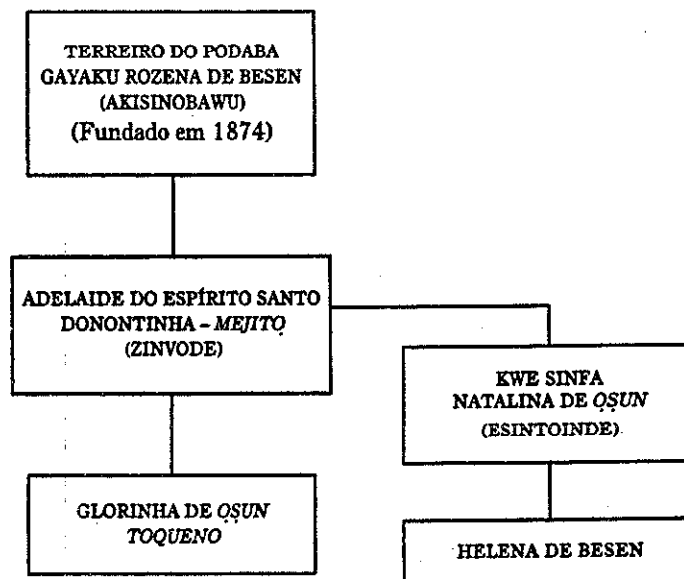 TERREIRO DO PODABA
GAYAKU ROZENA DE BESEN
(AKISINOBAWU)
(Fundado em 1874)
ADELAIDE DO ESPÍRITO SANTO
DONONTINHA – MEJITỌ
(ZINVODE)
KWE SINFA
NATALINA DE ỌṢUN
(ESINTOINDE)
GLORINHA DE ỌṢUN
TOQUENO
HELENA DE BESEN